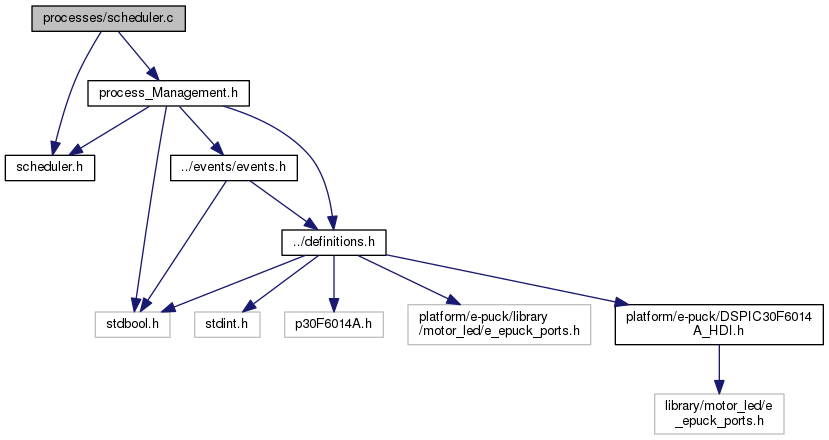 processes/scheduler.c
process_Management.h
scheduler.h
../events/events.h
../definitions.h
stdbool.h
stdint.h
p30F6014A.h
platform/e-puck/library
/motor_led/e_epuck_ports.h
platform/e-puck/DSPIC30F6014
A_HDI.h
library/motor_led/e
_epuck_ports.h